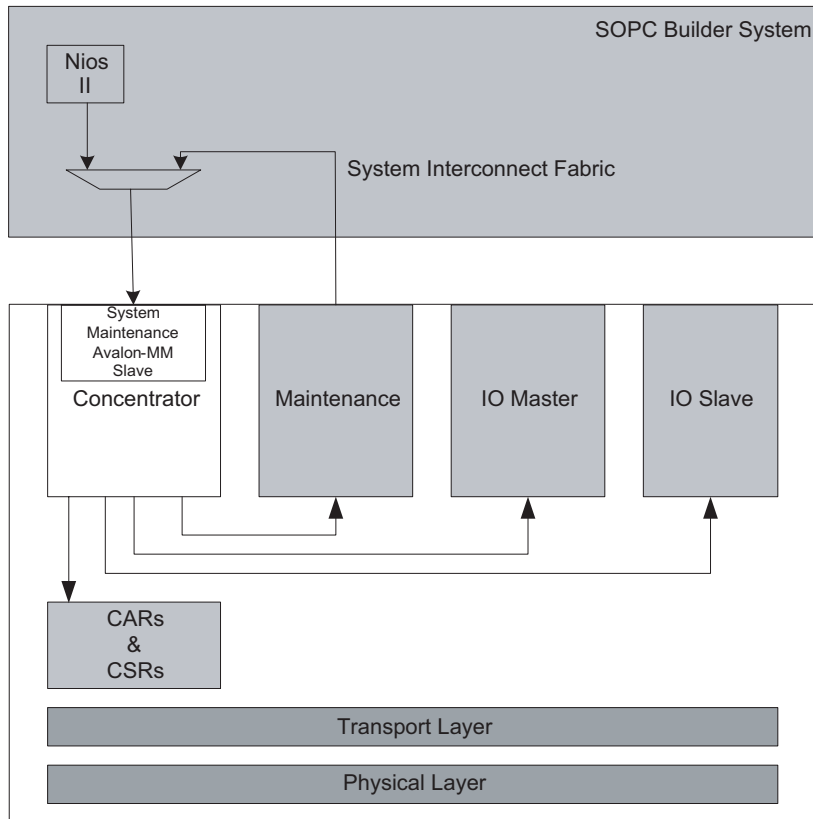 SOPC Builder System
Nios
II
System Interconnect Fabric
System
Maintenance
Avalon-MM
Slave
Concentrator
Maintenance
IO Master
IO Slave
CARs
&
CSRs
Transport Layer
Physical Layer